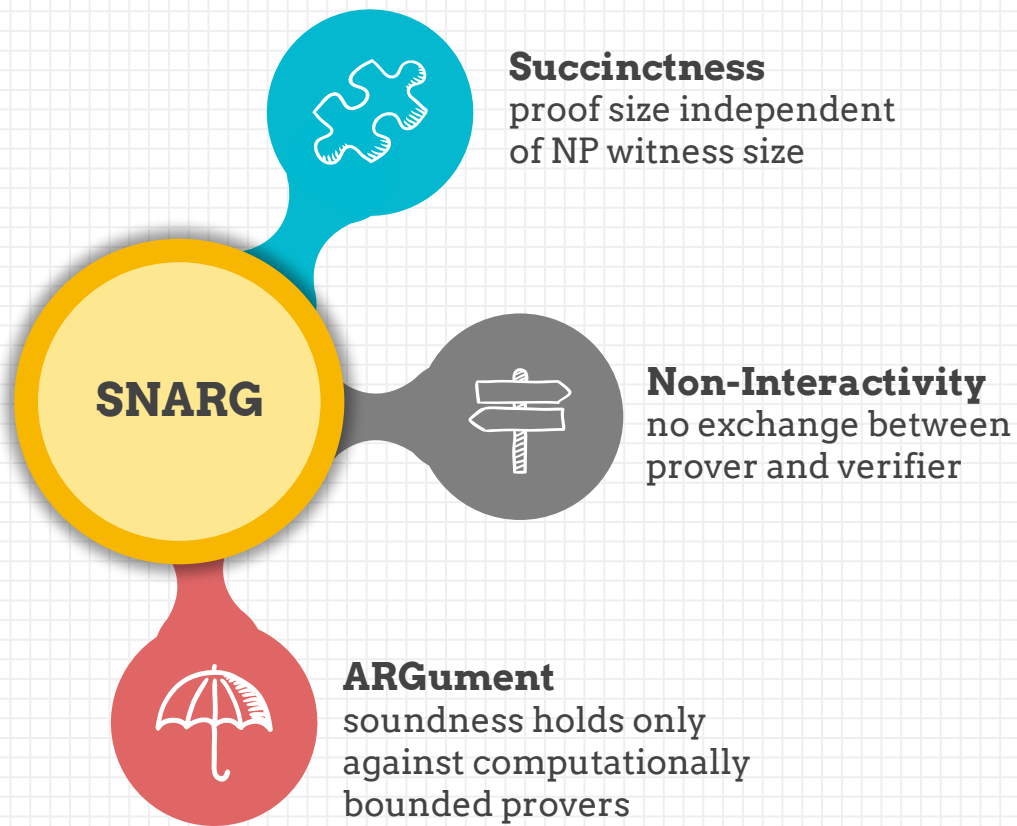 Succinctness
proof size independent
of NP witness size
SNARG
Non-Interactivity
no exchange between
prover and verifier
ARGument
soundness holds only
against computationally
bounded provers